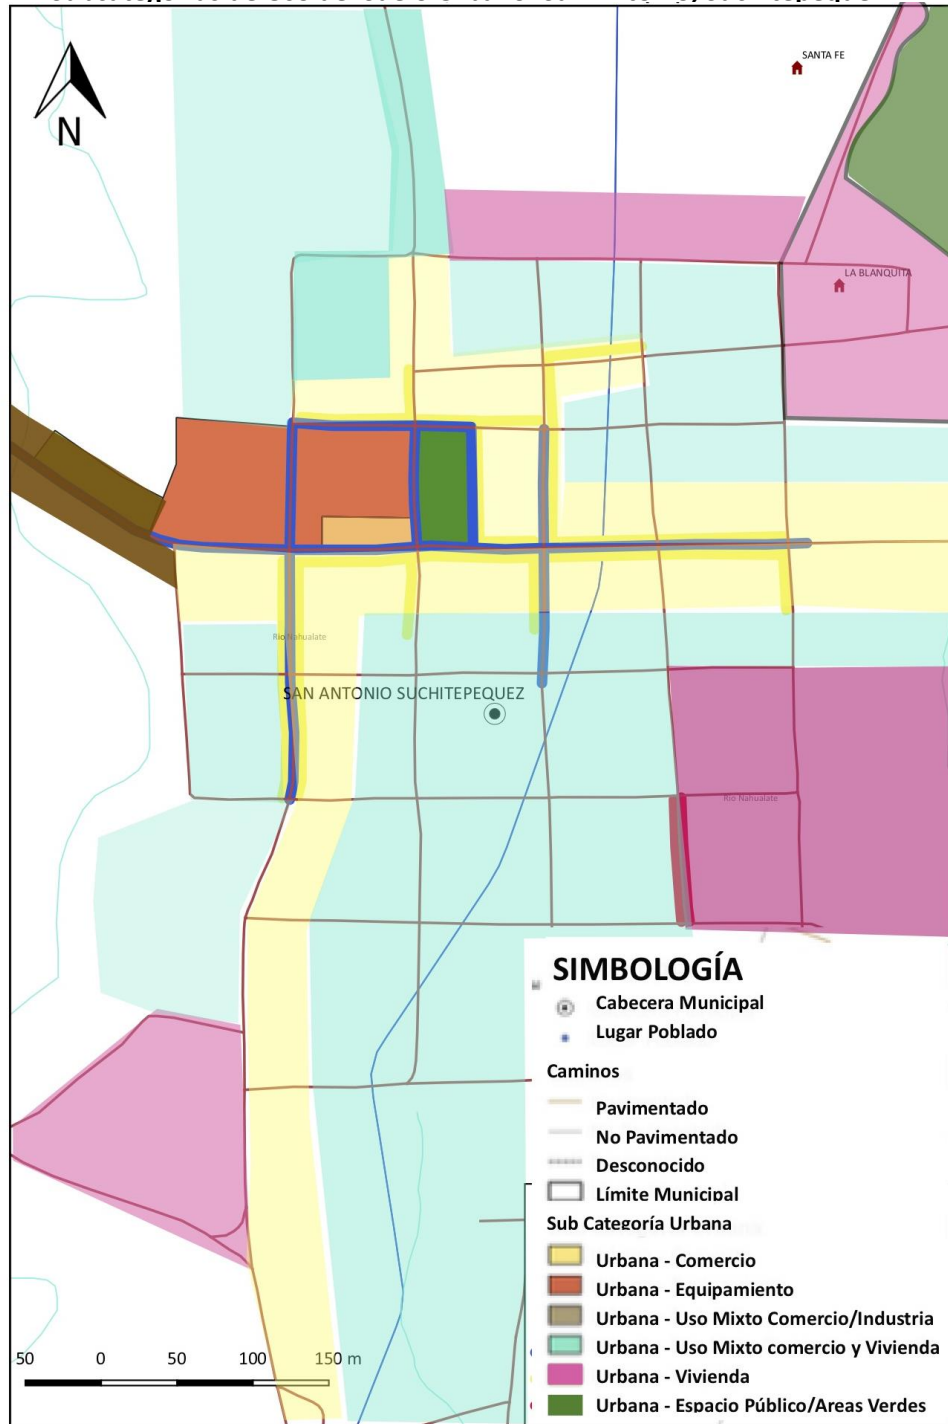 SANTA FE
N
LA BLANQUITA
Río Nahualate
SAN ANTONIO SUCHITEPEQUEZ
Río Nahualate
SIMBOLOGÍA
Cabecera Municipal
Lugar Poblado
Caminos
Pavimentado
No Pavimentado
Desconocido
Límite Municipal
Sub Categoría Urbana
Urbana - Comercio
Urbana - Equipamiento
Urbana - Uso Mixto Comercio/Industria
Urbana - Uso Mixto comercio y Vivienda
Urbana - Vivienda
Urbana - Espacio Público/Areas Verdes
50 0 50 100 150 m